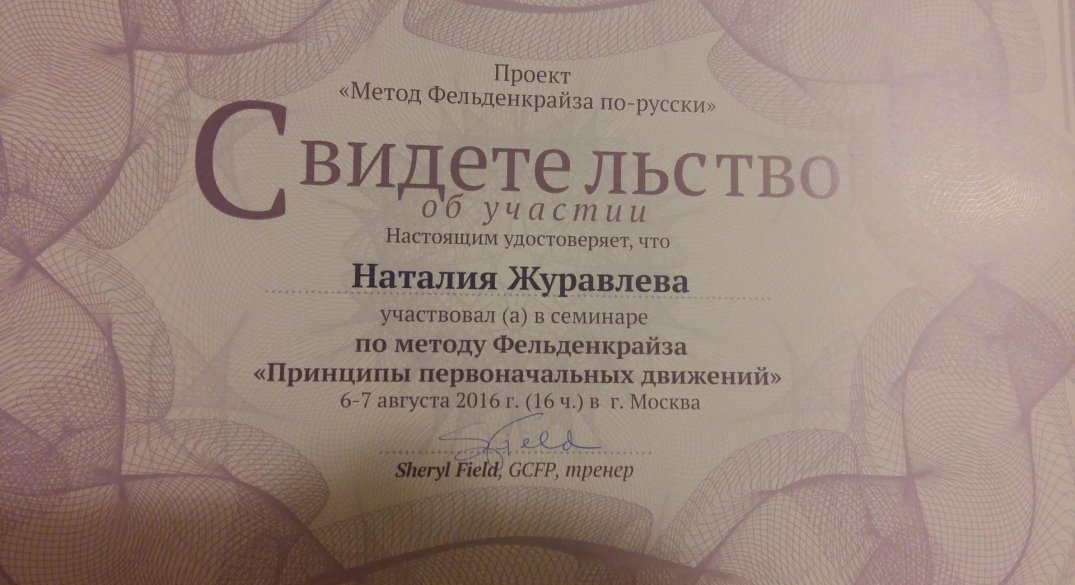 Проект
«Метод Фельденкрайза по-русски»
Свидетельство
об участии
Настоящим удостоверяет, что
Наталия Журавлева
участвовал (а) в семинаре
по методу Фельденкрайза
«Принципы первоначальных движений»
6-7 августа 2016 г. (16 ч.) в г. Москва
SField
Sheryl Field, GCFP, тренер